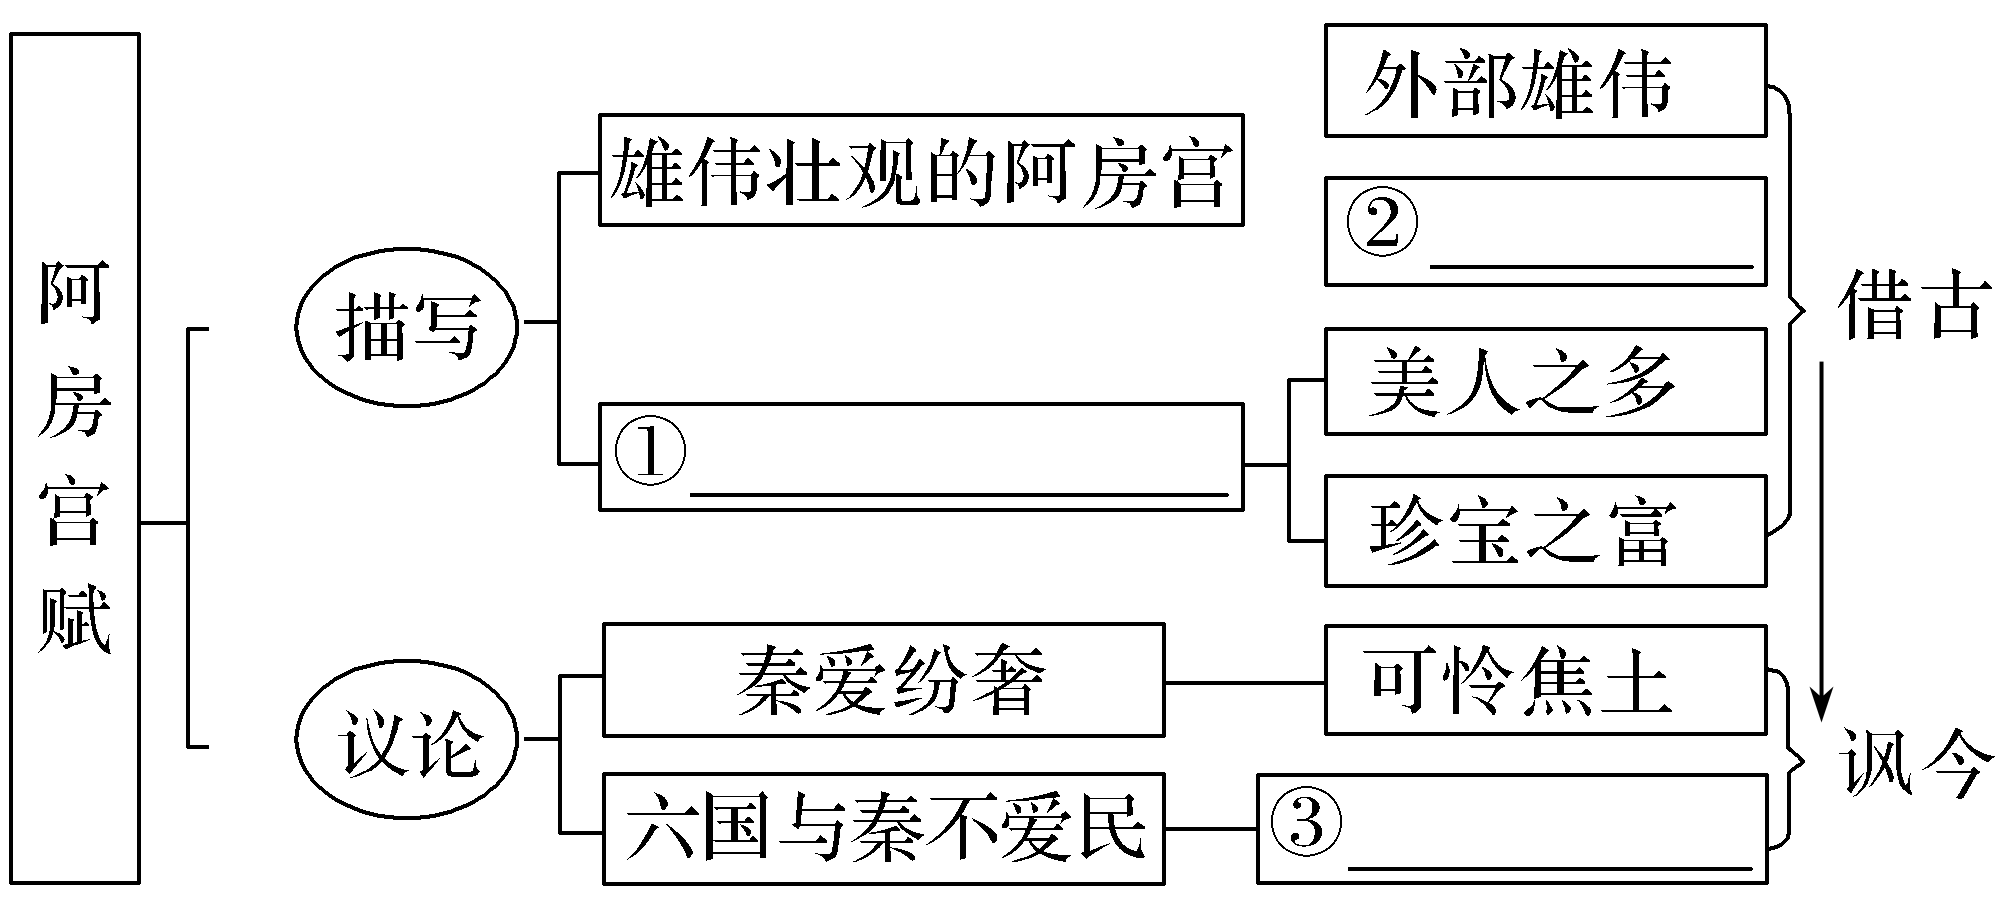 阿房宫赋
描写
雄伟壮观的阿房宫
①
外部雄伟
②
美人之多
珍宝之富
借古
议论
秦爱纷奢
可怜焦土
六国与秦不爱民
③
讽今